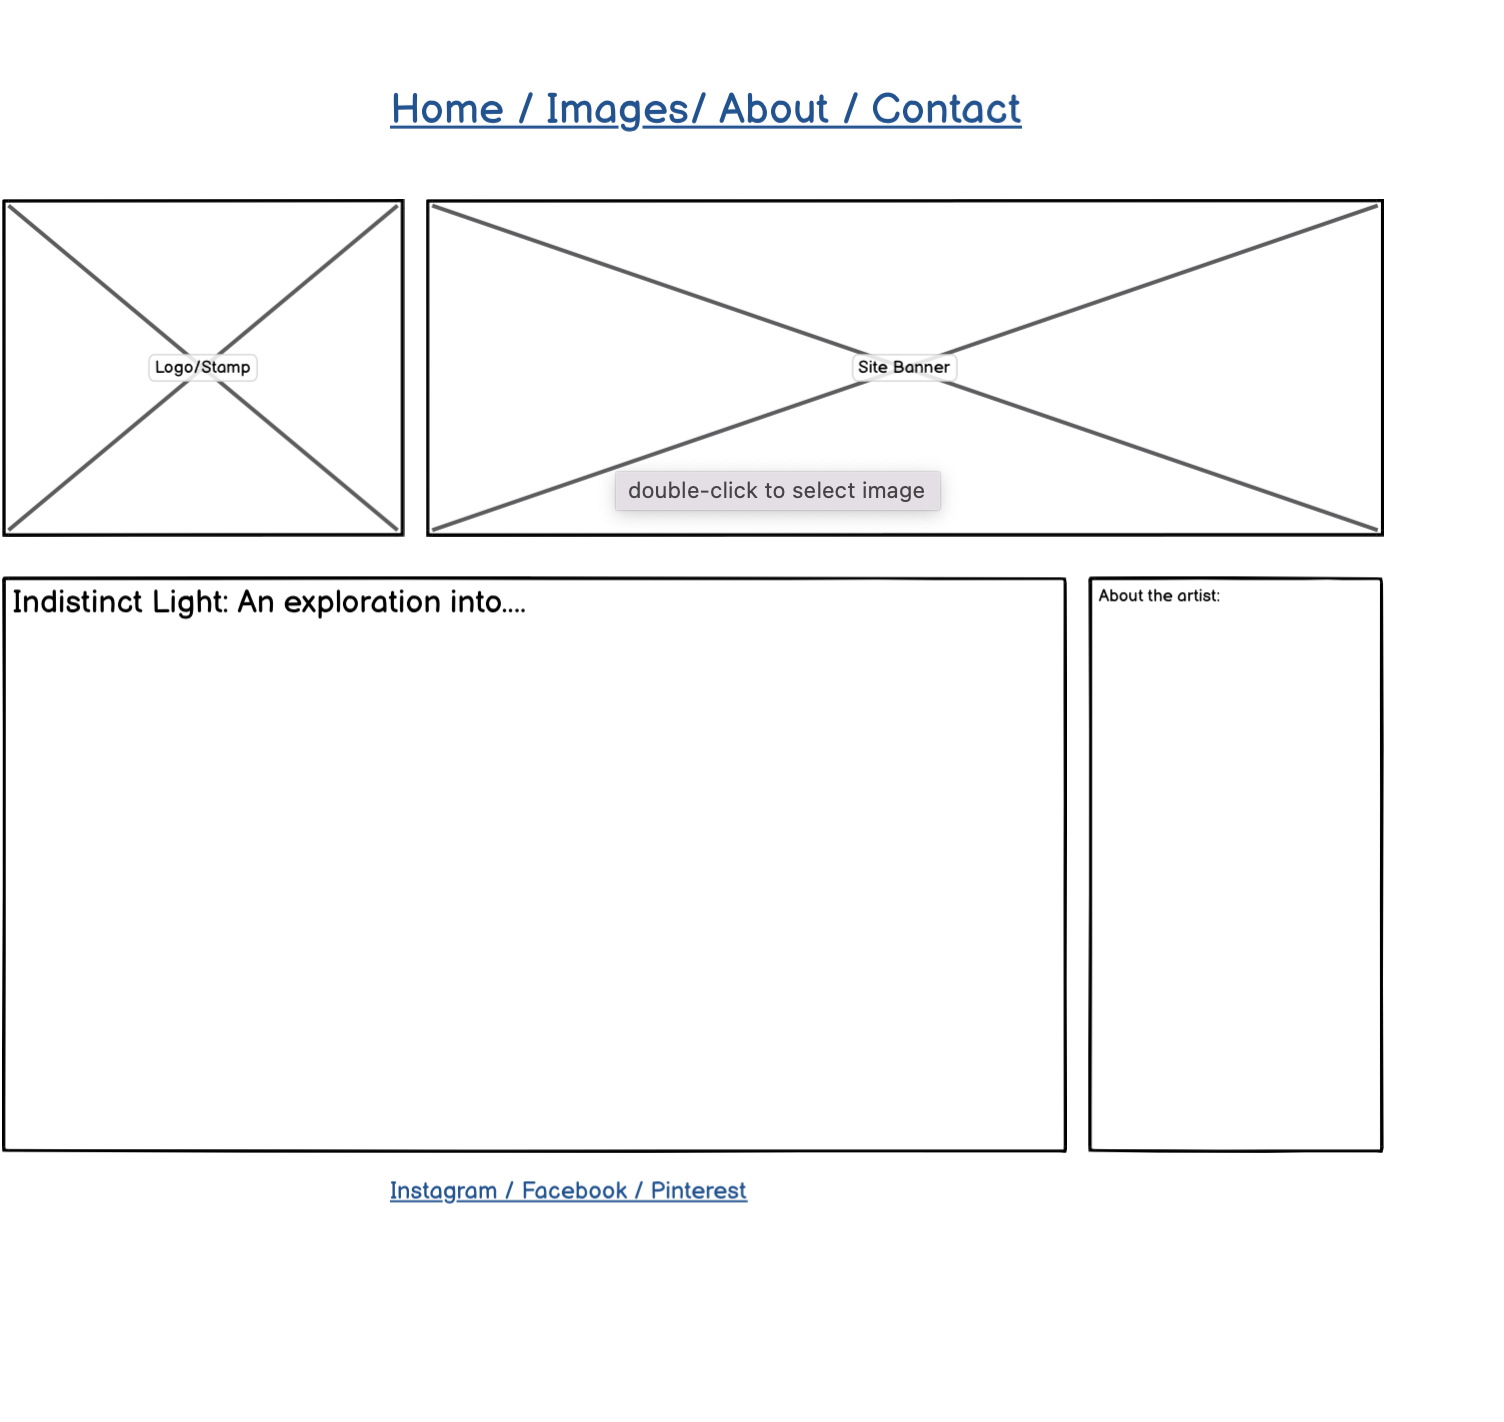 Home / Images/ About / Contact
Logo/Stamp
Site Banner
double-click to select image
Indistinct Light: An exploration into....
About the artist:
Instagram / Facebook / Pinterest